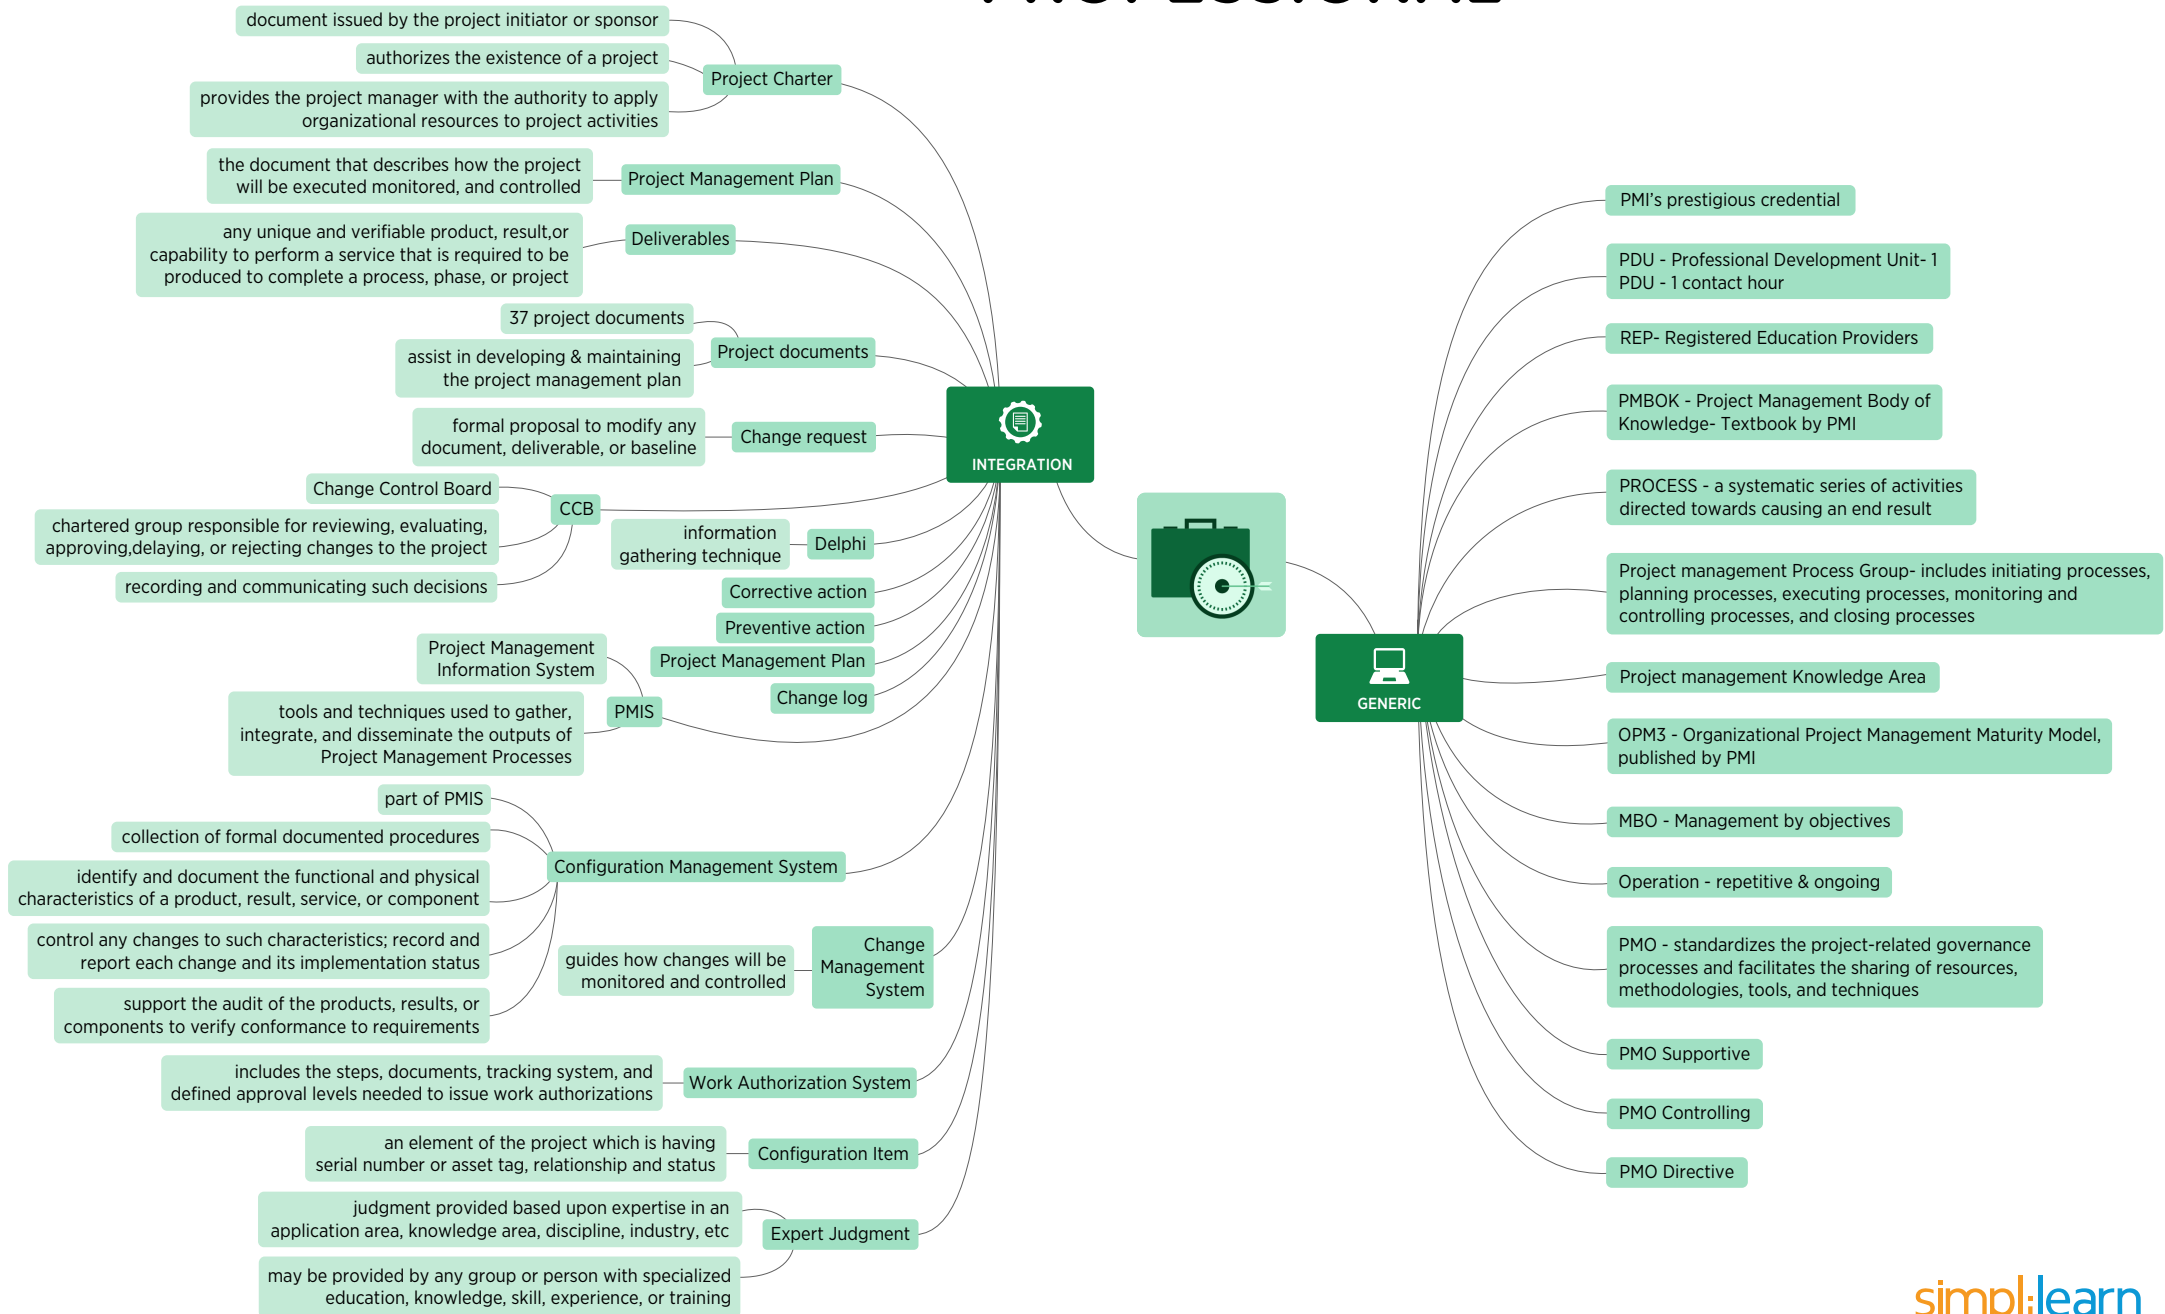 PROFESSIONAL
document issued by the project initiator or sponsor
authorizes the existence of a project
provides the project manager with the authority to apply
organizational resources to project activities
Project Charter
the document that describes how the project
will be executed monitored, and controlled
Project Management Plan
any unique and verifiable product, result,or
capability to perform a service that is required to be
produced to complete a process, phase, or project
Deliverables
37 project documents
assist in developing & maintaining
the project management plan
Project documents
formal proposal to modify any
document, deliverable, or baseline
Change request
Change Control Board
chartered group responsible for reviewing, evaluating,
approving,delaying, or rejecting changes to the project
recording and communicating such decisions
CCB
information
gathering technique
Delphi
Corrective action
Preventive action
Project Management Plan
Change log
Project Management
Information System
tools and techniques used to gather,
integrate, and disseminate the outputs of
Project Management Processes
PMIS
part of PMIS
collection of formal documented procedures
identify and document the functional and physical
characteristics of a product, result, service, or component
control any changes to such characteristics; record and
report each change and its implementation status
support the audit of the products, results, or
components to verify conformance to requirements
Configuration Management System
guides how changes will be
monitored and controlled
Change
Management
System
includes the steps, documents, tracking system, and
defined approval levels needed to issue work authorizations
Work Authorization System
an element of the project which is having
serial number or asset tag, relationship and status
Configuration Item
judgment provided based upon expertise in an
application area, knowledge area, discipline, industry, etc
may be provided by any group or person with specialized
education, knowledge, skill, experience, or training
Expert Judgment
INTEGRATION
GENERIC
PMI's prestigious credential
PDU - Professional Development Unit- 1
PDU - 1 contact hour
REP- Registered Education Providers
PMBOK - Project Management Body of
Knowledge- Textbook by PMI
PROCESS - a systematic series of activities
directed towards causing an end result
Project management Process Group- includes initiating processes,
planning processes, executing processes, monitoring and
controlling processes, and closing processes
Project management Knowledge Area
OPM3 - Organizational Project Management Maturity Model,
published by PMI
MBO - Management by objectives
Operation - repetitive & ongoing
PMO - standardizes the project-related governance
processes and facilitates the sharing of resources,
methodologies, tools, and techniques
PMO Supportive
PMO Controlling
PMO Directive
simpl;learn